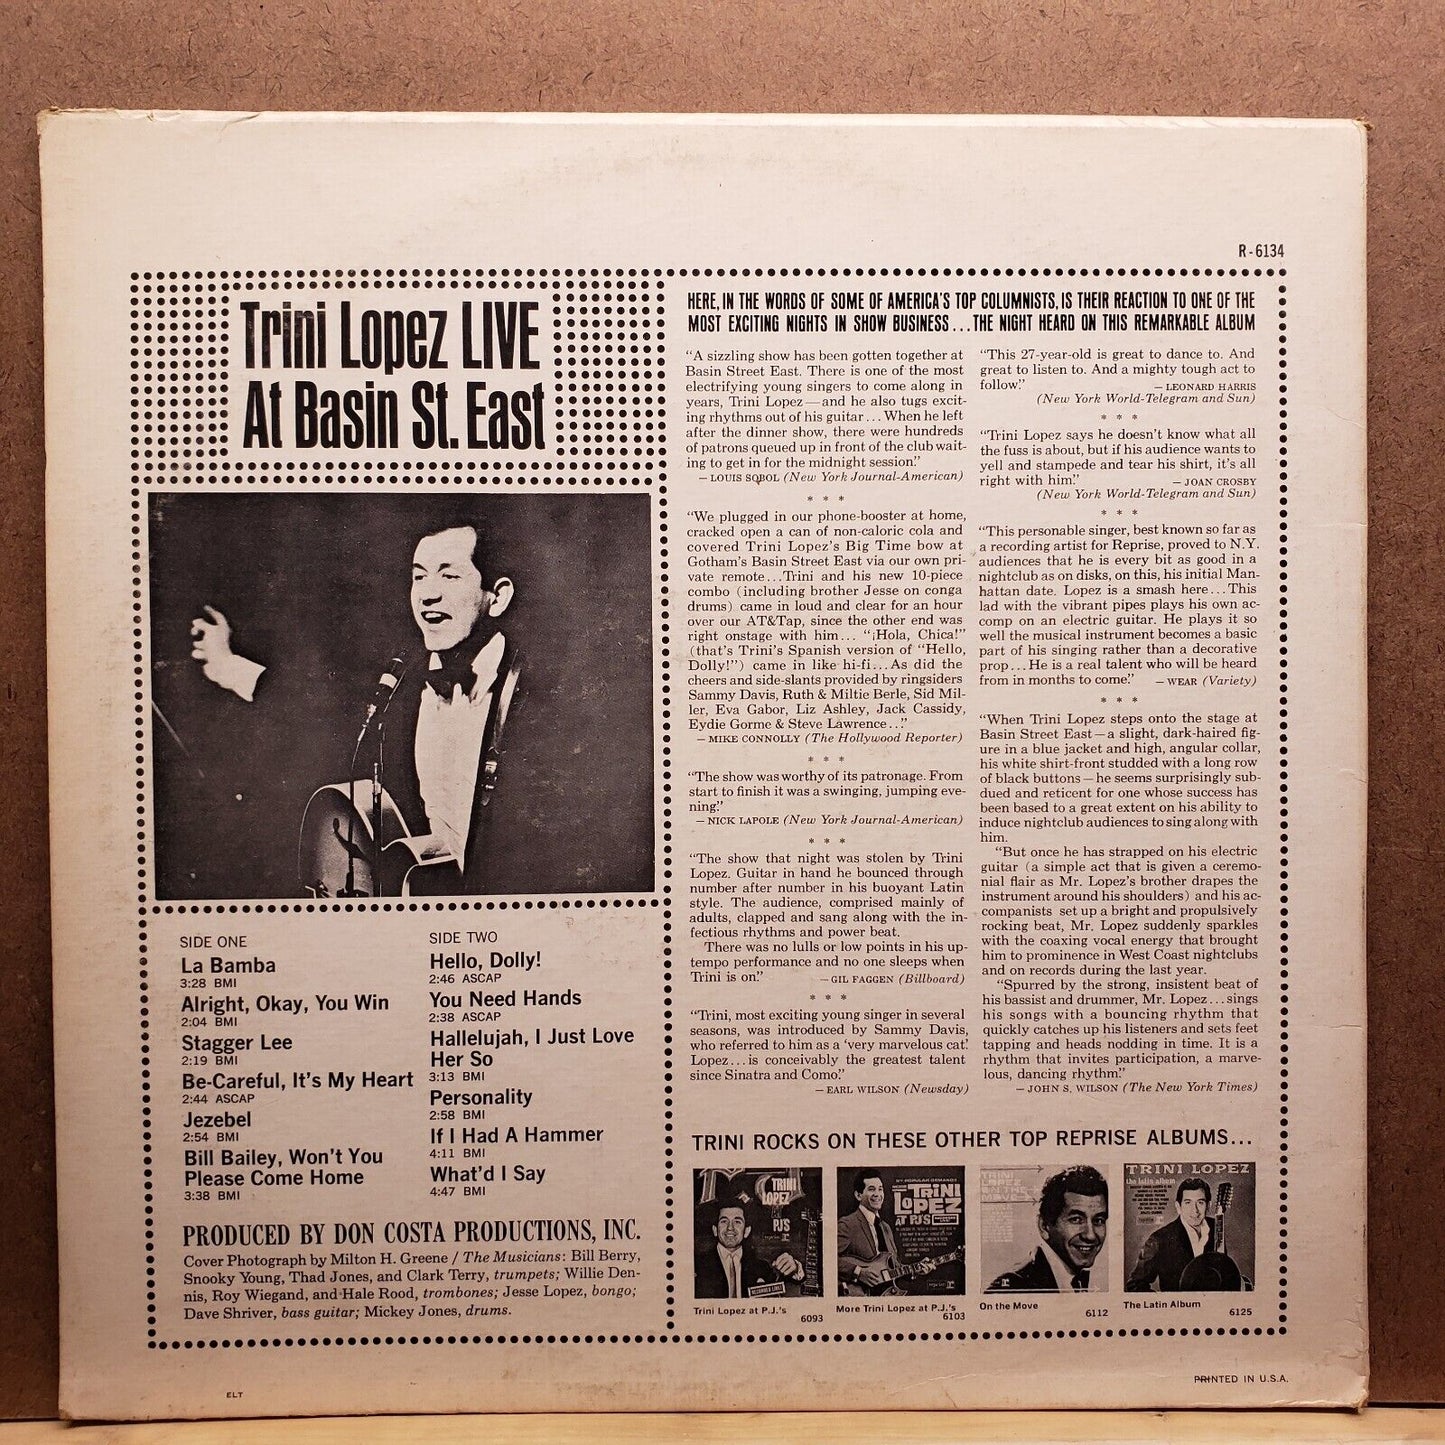 R-6134
Trini Lopez LIVE
At Basin St. East
SIDE ONE
La Bamba
3:28 BMI
Alright, Okay, You Win
2:04 BMI
Stagger Lee
2:19 BMI
Be-Careful, It's My Heart
2:44 ASCAP
Jezebel
2:54 BMI
Bill Bailey, Won't You
Please Come Home
3:38 BMI
SIDE TWO
Hello, Dolly!
2:46 ASCAP
You Need Hands
2:38 ASCAP
Hallelujah, I Just Love
Her So
3:13 BMI
Personality
2:58 BMI
If I Had A Hammer
4:11 BMI
What'd I Say
4:47 BMI
PRODUCED BY DON COSTA PRODUCTIONS, INC.
Cover Photograph by Milton H. Greene / The Musicians: Bill Berry,
Snooky Young, Thad Jones, and Clark Terry, trumpets; Willie Den-
nis, Roy Wiegand, and Hale Rood, trombones; Jesse Lopez, bongo;
Dave Shriver, bass guitar; Mickey Jones, drums.
HERE, IN THE WORDS OF SOME OF AMERICA'S TOP COLUMNISTS, IS THEIR REACTION TO ONE OF THE
MOST EXCITING NIGHTS IN SHOW BUSINESS...THE NIGHT HEARD ON THIS REMARKABLE ALBUM
"A sizzling show has been gotten together at
Basin Street East. There is one of the most
electrifying young singers to come along in
years, Trini Lopez—and he also tugs excit-
ing rhythms out of his guitar...When he left
after the dinner show, there were hundreds
of patrons queued up in front of the club wait-
ing to get in for the midnight session."
— LOUIS SOBOL (New York Journal-American)
* * *
"We plugged in our phone-booster at home,
cracked open a can of non-caloric cola and
covered Trini Lopez's Big Time bow at
Gotham's Basin Street East via our own pri-
vate remote...Trini and his new 10-piece
combo (including brother Jesse on conga
drums) came in loud and clear for an hour
over our AT&Tap, since the other end was
right onstage with him... "¡Hola, Chica!"
(that's Trini's Spanish version of "Hello,
Dolly!") came in like hi-fi...As did the
cheers and side-slants provided by ringsiders
Sammy Davis, Ruth & Miltie Berle, Sid Mil-
ler, Eva Gabor, Liz Ashley, Jack Cassidy,
Eydie Gorme & Steve Lawrence..."
— MIKE CONNOLLY (The Hollywood Reporter)
* * *
"The show was worthy of its patronage. From
start to finish it was a swinging, jumping eve-
ning."
— NICK LAPOLE (New York Journal-American)
* * *
"The show that night was stolen by Trini
Lopez. Guitar in hand he bounced through
number after number in his buoyant Latin
style. The audience, comprised mainly of
adults, clapped and sang along with the in-
fectious rhythms and power beat.
There was no lulls or low points in his up-
tempo performance and no one sleeps when
Trini is on." — GIL FAGGEN (Billboard)
* * *
"Trini, most exciting young singer in several
seasons, was introduced by Sammy Davis,
who referred to him as a 'very marvelous cat.'
Lopez...is conceivably the greatest talent
since Sinatra and Como."
— EARL WILSON (Newsday)
"This 27-year-old is great to dance to. And
great to listen to. And a mighty tough act to
follow." — LEONARD HARRIS
(New York World-Telegram and Sun)
* * *
"Trini Lopez says he doesn't know what all
the fuss is about, but if his audience wants to
yell and stampede and tear his shirt, it's all
right with him." — JOAN CROSBY
(New York World-Telegram and Sun)
* * *
"This personable singer, best known so far as
a recording artist for Reprise, proved to N.Y.
audiences that he is every bit as good in a
nightclub as on disks, on this, his initial Man-
hattan date. Lopez is a smash here...This
lad with the vibrant pipes plays his own ac-
comp on an electric guitar. He plays it so
well the musical instrument becomes a basic
part of his singing rather than a decorative
prop...He is a real talent who will be heard
from in months to come." — WEAR (Variety)
* * *
"When Trini Lopez steps onto the stage at
Basin Street East—a slight, dark-haired fig-
ure in a blue jacket and high, angular collar,
his white shirt-front studded with a long row
of black buttons—he seems surprisingly sub-
dued and reticent for one whose success has
been based to a great extent on his ability to
induce nightclub audiences to sing along with
him.
"But once he has strapped on his electric
guitar (a simple act that is given a ceremo-
nial flair as Mr. Lopez's brother drapes the
instrument around his shoulders) and his ac-
companists set up a bright and propulsively
rocking beat, Mr. Lopez suddenly sparkles
with the coaxing vocal energy that brought
him to prominence in West Coast nightclubs
and on records during the last year.
"Spurred by the strong, insistent beat of
his bassist and drummer, Mr. Lopez...sings
his songs with a bouncing rhythm that
quickly catches up his listeners and sets feet
tapping and heads nodding in time. It is a
rhythm that invites participation, a marve-
lous, dancing rhythm."
— JOHN S. WILSON (The New York Times)
TRINI ROCKS ON THESE OTHER TOP REPRISE ALBUMS...
TRINI
LOPEZ
AT
PJ'S
TRINI
LOPEZ
AT PJ'S
TRINI LOPEZ
the latin album
Trini Lopez at P.J.'s
6093
More Trini Lopez at P.J.'s
6103
On the Move
6112
The Latin Album
6125
ELT
PRINTED IN U.S.A.